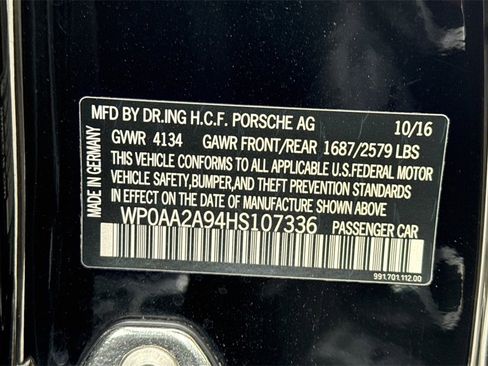 MFD BY DR.ING H.C.F. PORSCHE AG 10/16
GVWR 4134 GAWR FRONT/REAR 1687/2579 LBS
THIS VEHICLE CONFORMS TO ALL APPLICABLE U.S.FEDERAL MOTOR
VEHICLE SAFETY,BUMPER,AND THEFT PREVENTION STANDARDS
IN EFFECT ON THE DATE OF MANUFACTURE SHOWN ABOVE
WP0AA2A94HS107336 PASSENGER CAR
991.701.112.00
MADE IN GERMANY